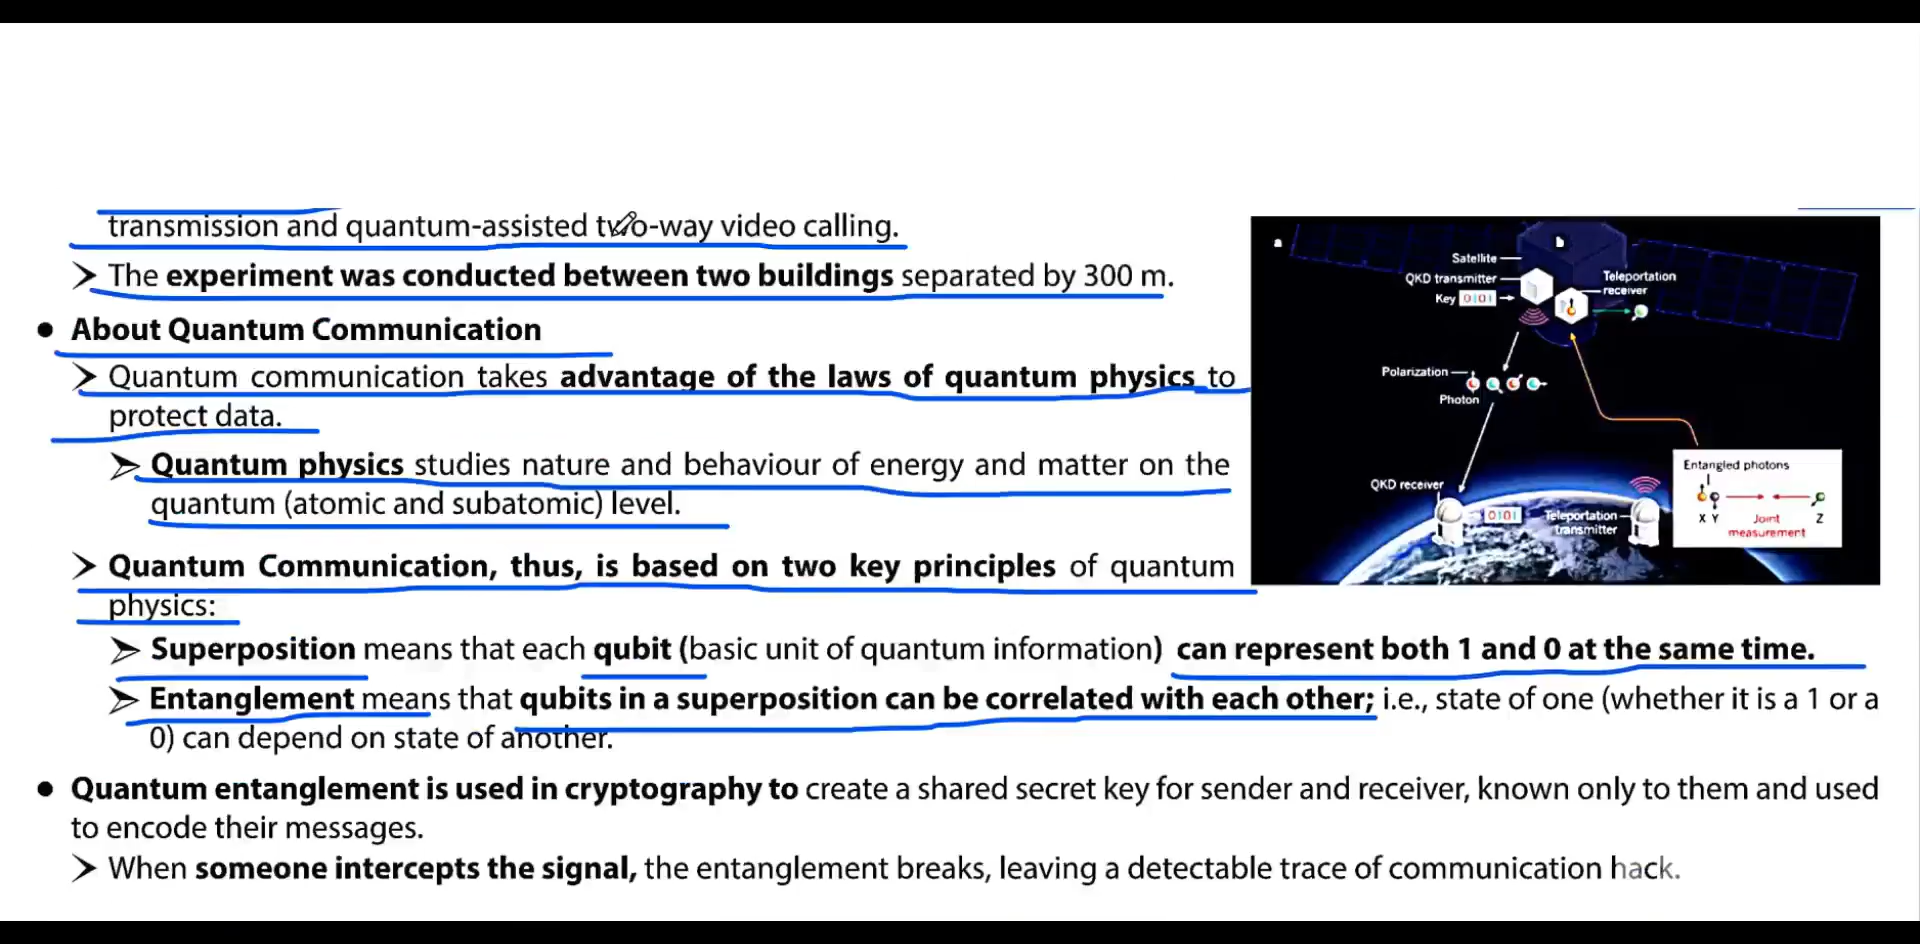 transmission and quantum-assisted two-way video calling.
➢ The experiment was conducted between two buildings separated by 300 m.
● About Quantum Communication
➢ Quantum communication takes advantage of the laws of quantum physics to
protect data.
➢ Quantum physics studies nature and behaviour of energy and matter on the
quantum (atomic and subatomic) level.
➢ Quantum Communication, thus, is based on two key principles of quantum
physics:
➢ Superposition means that each qubit (basic unit of quantum information) can represent both 1 and 0 at the same time.
➢ Entanglement means that qubits in a superposition can be correlated with each other; i.e., state of one (whether it is a 1 or a
0) can depend on state of another.
● Quantum entanglement is used in cryptography to create a shared secret key for sender and receiver, known only to them and used
to encode their messages.
➢ When someone intercepts the signal, the entanglement breaks, leaving a detectable trace of communication hack.
a
b
Satellite
QKD transmitter
Key 0101
Teleportation
receiver
Polarization
Photon
QKD receiver
0101
Teleportation
transmitter
Entangled photons
X Y
Joint
measurement
Z